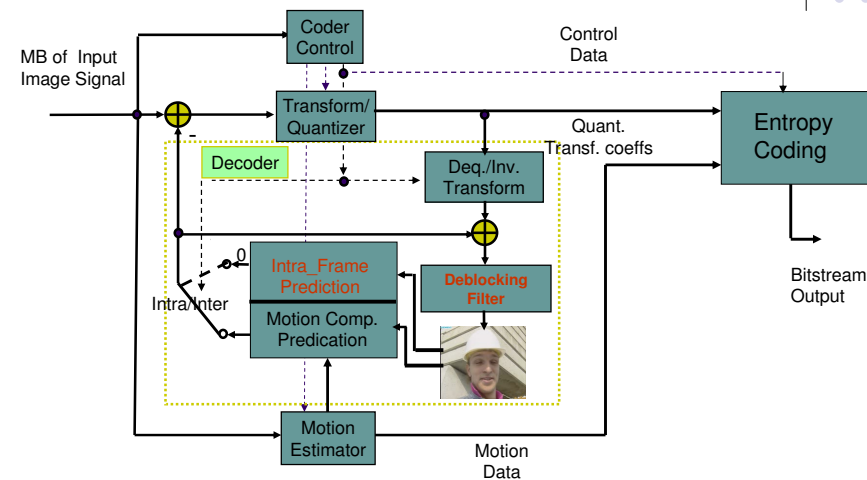 Coder
Control
Control
Data
MB of Input
Image Signal
Transform/
Quantizer
Entropy
Coding
-
Quant.
Transf. coeffs
Decoder
Deq./Inv.
Transform
0
Intra_Frame
Prediction
Deblocking
Filter
Intra/Inter
Bitstream
Output
Motion Comp.
Predication
Motion
Estimator
Motion
Data